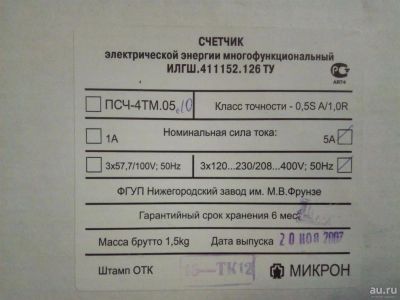 СЧЕТЧИК
электрической энергии многофункциональный
ИЛГШ.411152.126 ТУ
АЯ74
ПСЧ-4ТМ.05 Класс точности - 0,5S А/1,0R
Номинальная сила тока:
1А 5А
3х57,7/100V; 50Hz 3х120...230/208...400V; 50Hz
ФГУП Нижегородский завод им. М.В.Фрунзе
Гарантийный срок хранения 6 мес.
Масса брутто 1,5kg Дата выпуска 20 НОЯ 2007
Штамп ОТК ТК12 МИКРОН
au.ru